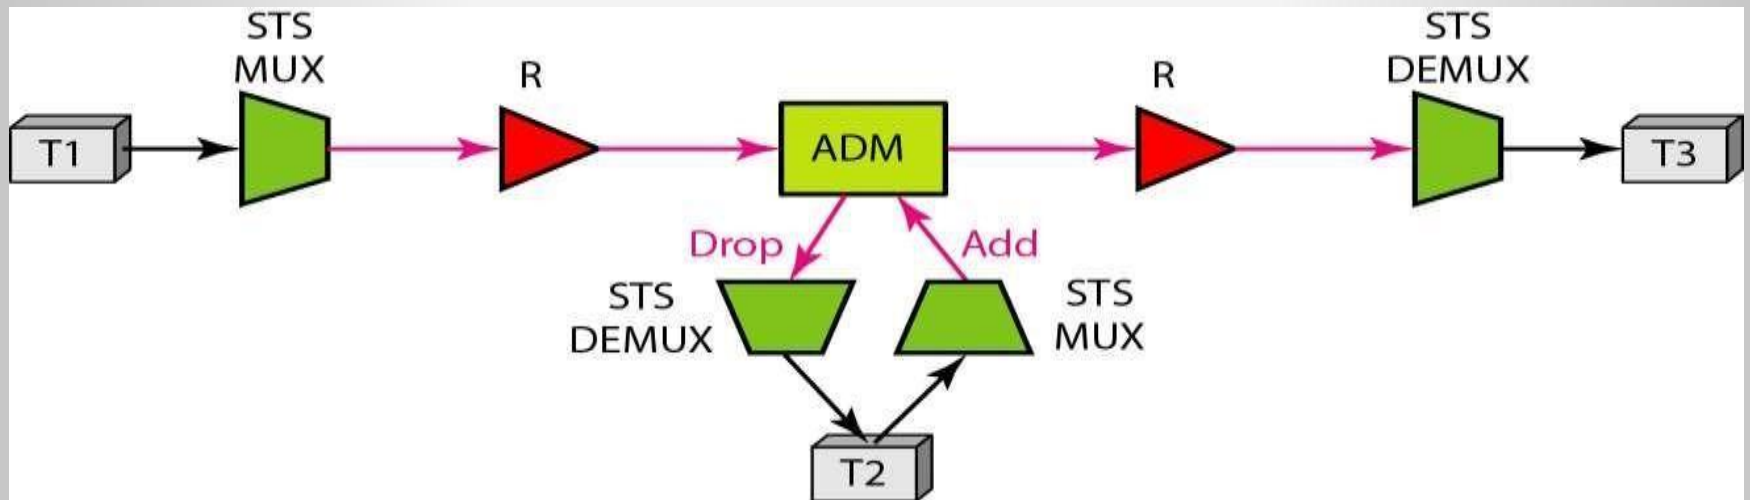 STS
MUX
R
R
STS
DEMUX
T1
ADM
T3
Drop
Add
STS
DEMUX
STS
MUX
T2